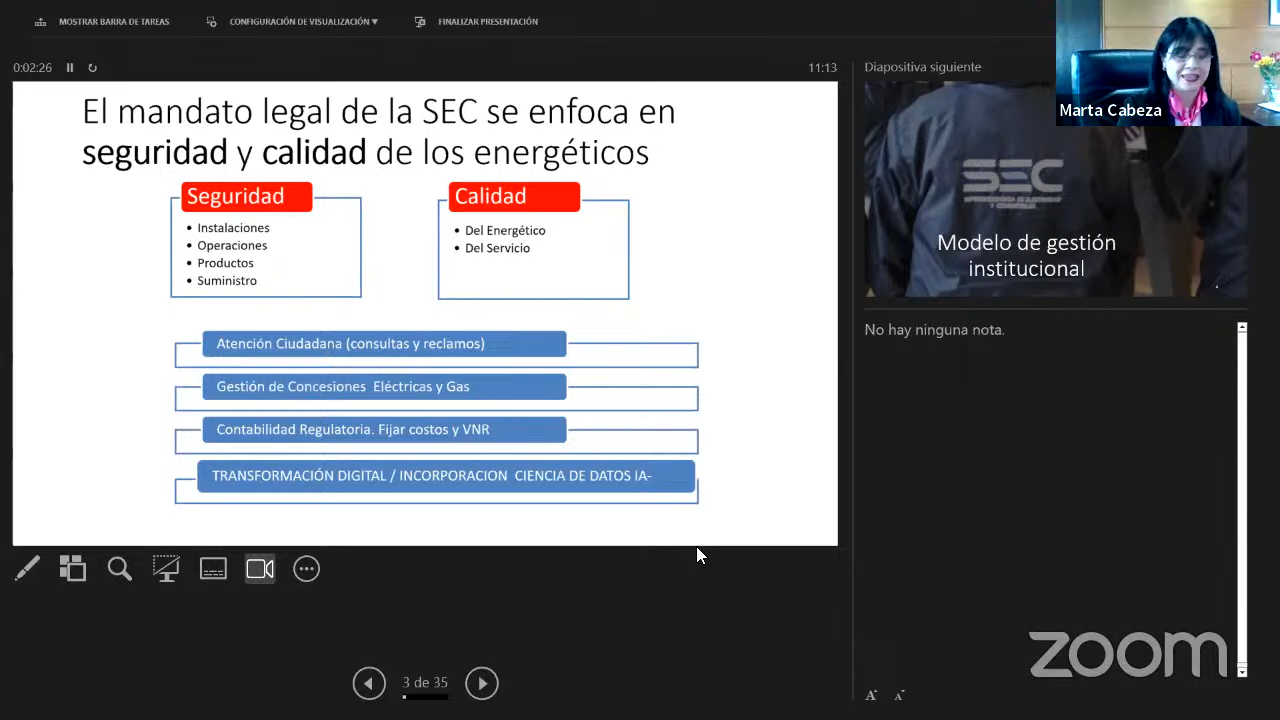 MOSTRAR BARRA DE TAREAS
CONFIGURACIÓN DE VISUALIZACIÓN ▼
FINALIZAR PRESENTACIÓN
0:02:26
11:13
El mandato legal de la SEC se enfoca en
seguridad y calidad de los energéticos
Seguridad
• Instalaciones
• Operaciones
• Productos
• Suministro
Calidad
• Del Energético
• Del Servicio
Atención Ciudadana (consultas y reclamos)
Gestión de Concesiones Eléctricas y Gas
Contabilidad Regulatoria. Fijar costos y VNR
TRANSFORMACIÓN DIGITAL / INCORPORACION CIENCIA DE DATOS IA-
3 de 35
Diapositiva siguiente
Marta Cabeza
SEC
Modelo de gestión
institucional
No hay ninguna nota.
zoom
A A